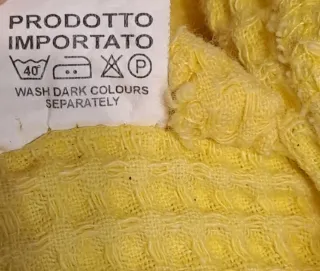 PRODOTTO
IMPORTATO
40 P
WASH DARK COLOURS
SEPARATELY